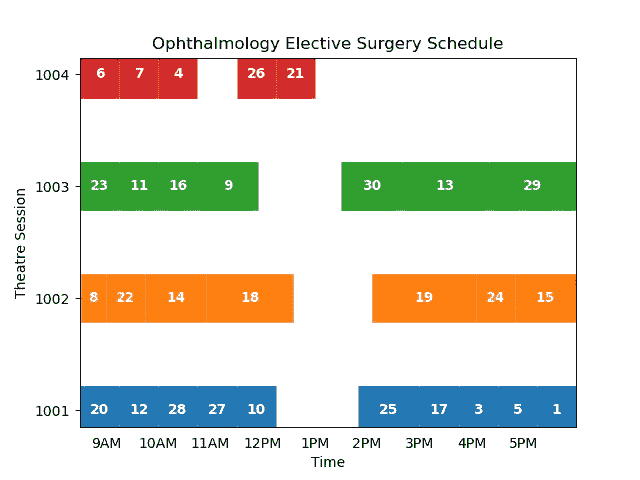 Ophthalmology Elective Surgery Schedule
1004 6 7 4 26 21
1003 23 11 16 9 30 13 29
1002 8 22 14 18 19 24 15
1001 20 12 28 27 10 25 17 3 5 1
Theatre Session
9AM 10AM 11AM 12PM 1PM 2PM 3PM 4PM 5PM
Time